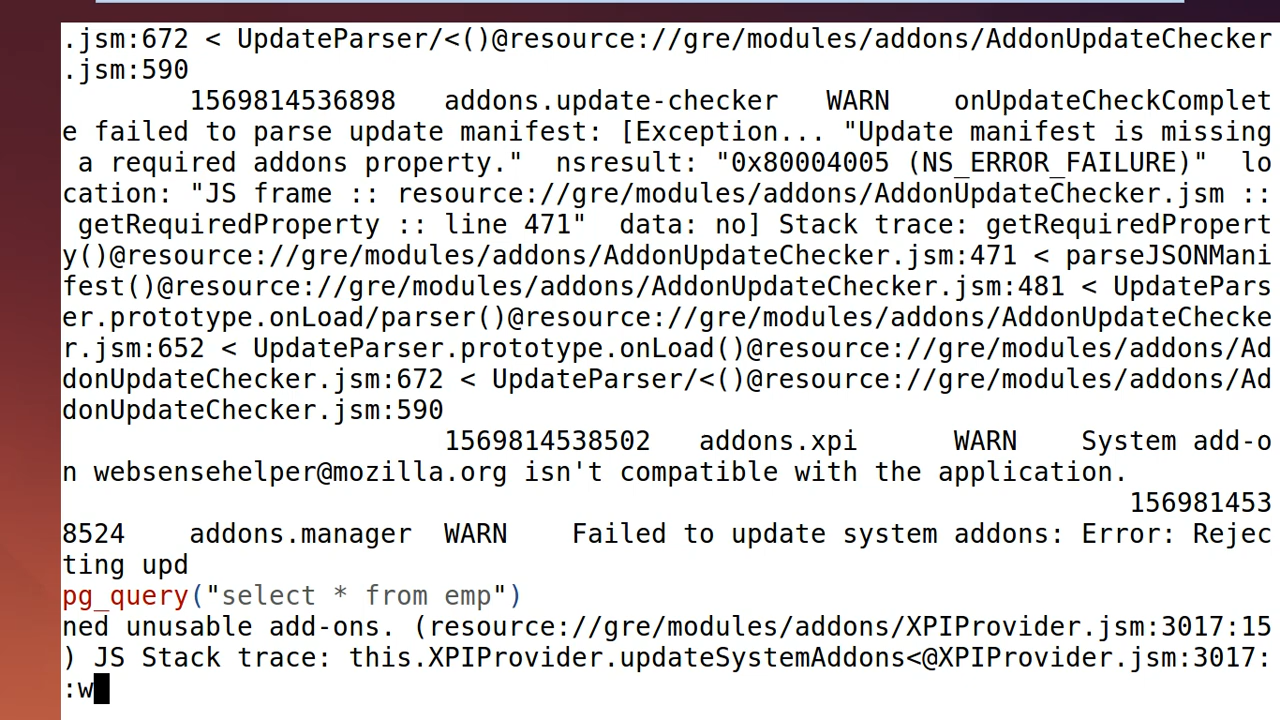 .jsm:672 < UpdateParser/<()@resource://gre/modules/addons/AddonUpdateChecker
.jsm:590
1569814536898   addons.update-checker   WARN    onUpdateCheckComplet
e failed to parse update manifest: [Exception... "Update manifest is missing
 a required addons property."  nsresult: "0x80004005 (NS_ERROR_FAILURE)"  lo
cation: "JS frame :: resource://gre/modules/addons/AddonUpdateChecker.jsm ::
 getRequiredProperty :: line 471"  data: no] Stack trace: getRequiredPropert
y()@resource://gre/modules/addons/AddonUpdateChecker.jsm:471 < parseJSONMani
fest()@resource://gre/modules/addons/AddonUpdateChecker.jsm:481 < UpdatePars
er.prototype.onLoad/parser()@resource://gre/modules/addons/AddonUpdateChecke
r.jsm:652 < UpdateParser.prototype.onLoad()@resource://gre/modules/addons/Ad
donUpdateChecker.jsm:672 < UpdateParser/<()@resource://gre/modules/addons/Ad
donUpdateChecker.jsm:590
1569814538502   addons.xpi      WARN    System add-o
n websensehelper@mozilla.org isn't compatible with the application.
156981453
8524    addons.manager  WARN    Failed to update system addons: Error: Rejec
ting upd
pg_query("select * from emp")
ned unusable add-ons. (resource://gre/modules/addons/XPIProvider.jsm:3017:15
) JS Stack trace: this.XPIProvider.updateSystemAddons<@XPIProvider.jsm:3017:
:w